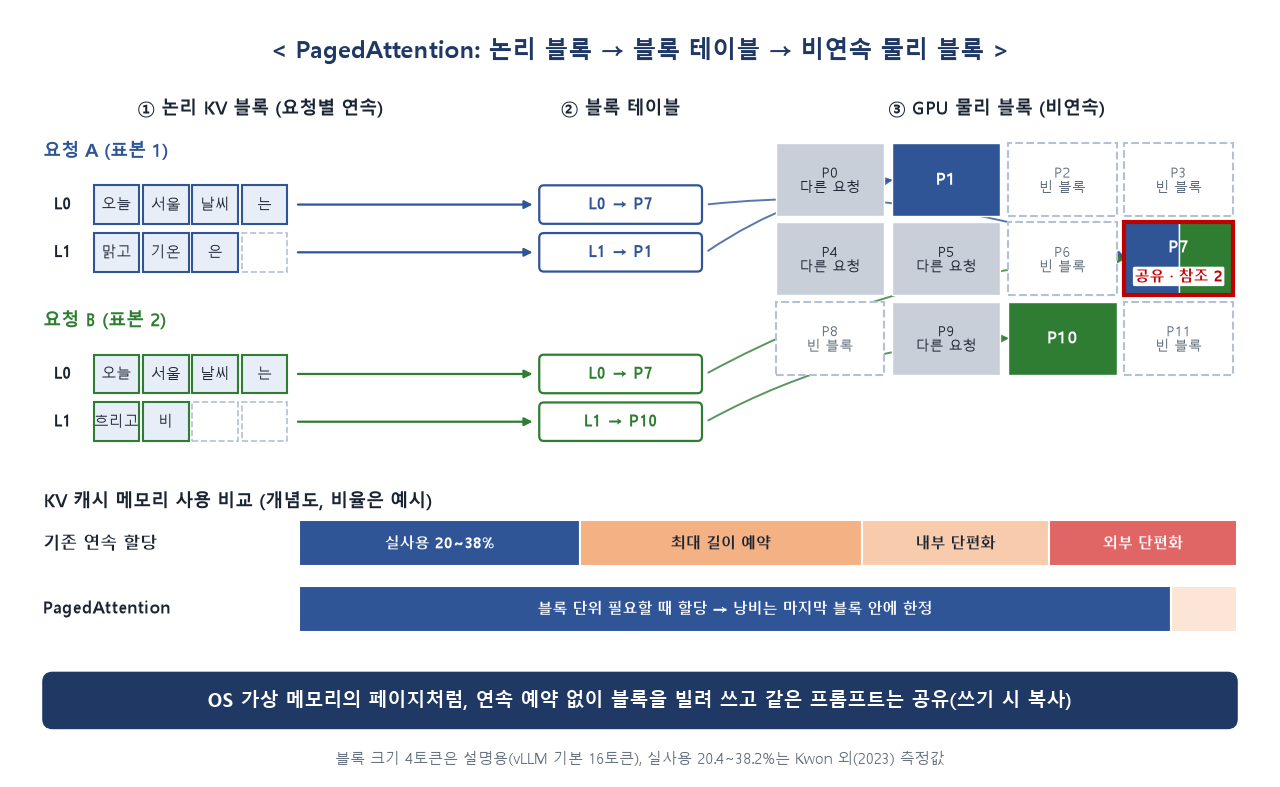 < PagedAttention: 논리 블록 → 블록 테이블 → 비연속 물리 블록 >
① 논리 KV 블록 (요청별 연속)
② 블록 테이블
③ GPU 물리 블록 (비연속)
요청 A (표본 1)
L0 오늘 서울 날씨 는
L1 맑고 기온 은
L0 → P7
L1 → P1
요청 B (표본 2)
L0 오늘 서울 날씨 는
L1 흐리고 비
L0 → P7
L1 → P10
P0
다른 요청
P1
P2
빈 블록
P3
빈 블록
P4
다른 요청
P5
다른 요청
P6
빈 블록
P7
공유 · 참조 2
P8
빈 블록
P9
다른 요청
P10
P11
빈 블록
KV 캐시 메모리 사용 비교 (개념도, 비율은 예시)
기존 연속 할당
실사용 20~38%
최대 길이 예약
내부 단편화
외부 단편화
PagedAttention
블록 단위 필요할 때 할당 → 낭비는 마지막 블록 안에 한정
OS 가상 메모리의 페이지처럼, 연속 예약 없이 블록을 빌려 쓰고 같은 프롬프트는 공유(쓰기 시 복사)
블록 크기 4토큰은 설명용(vLLM 기본 16토큰), 실사용 20.4~38.2%는 Kwon 외(2023) 측정값